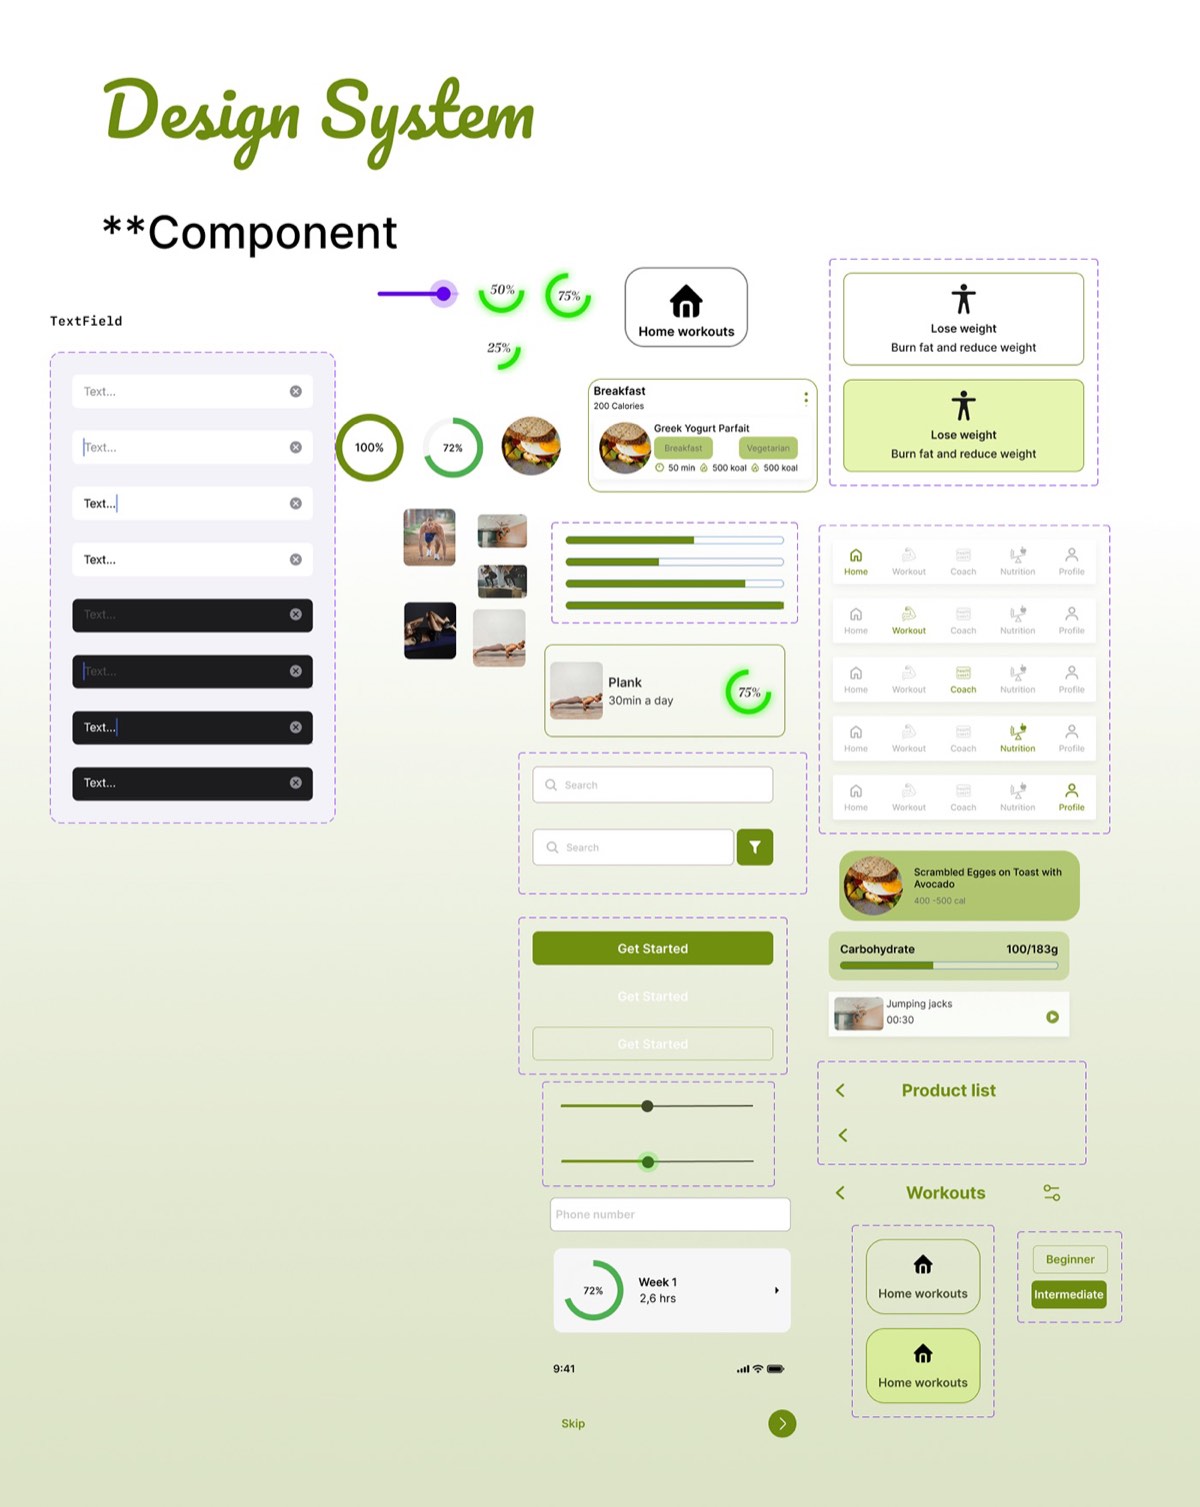 Design System
**Component
TextField
Text...
Text...
Text...
Text...
Text...
Text...
Text...
Text...
50%
75%
25%
100%
72%
Home workouts
Breakfast
200 Calories
Greek Yogurt Parfait
Breakfast
Vegetarian
50 min
500 kcal
500 kcal
Lose weight
Burn fat and reduce weight
Lose weight
Burn fat and reduce weight
Plank
30min a day
75%
Search
Search
Get Started
Get Started
Get Started
Phone number
72%
Week 1
2,6 hrs
9:41
Skip
Home Workout Coach Nutrition Profile
Home Workout Coach Nutrition Profile
Home Workout Coach Nutrition Profile
Home Workout Coach Nutrition Profile
Home Workout Coach Nutrition Profile
Scrambled Egges on Toast with
Avocado
400 -500 cal
Carbohydrate 100/183g
Jumping jacks
00:30
Product list
Workouts
Home workouts
Home workouts
Beginner
Intermediate